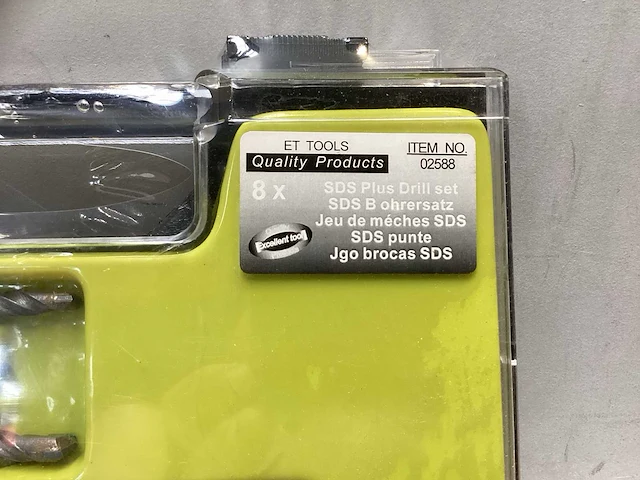 ET TOOLS
Quality Products
ITEM NO.
02588
8 x
SDS Plus Drill set
SDS B ohrersatz
Jeu de méches SDS
SDS punte
Jgo brocas SDS
Excellent tool